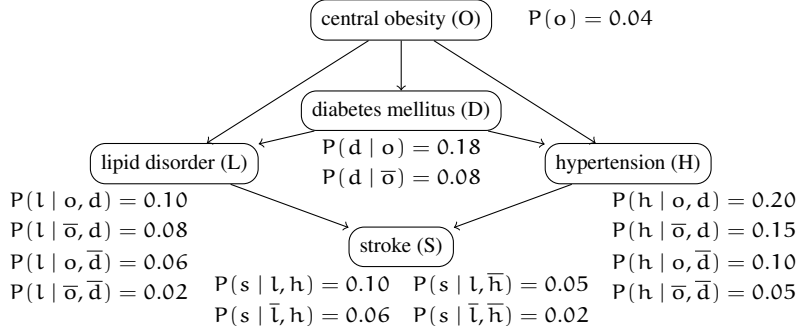 central obesity (O) P(o) = 0.04
diabetes mellitus (D)
P(d | o) = 0.18
P(d | o̅) = 0.08
lipid disorder (L)
P(l | o, d) = 0.10
P(l | o̅, d) = 0.08
P(l | o, d̅) = 0.06
P(l | o̅, d̅) = 0.02
hypertension (H)
P(h | o, d) = 0.20
P(h | o̅, d) = 0.15
P(h | o, d̅) = 0.10
P(h | o̅, d̅) = 0.05
stroke (S)
P(s | l, h) = 0.10 P(s | l, h̅) = 0.05
P(s | l̅, h) = 0.06 P(s | l̅, h̅) = 0.02